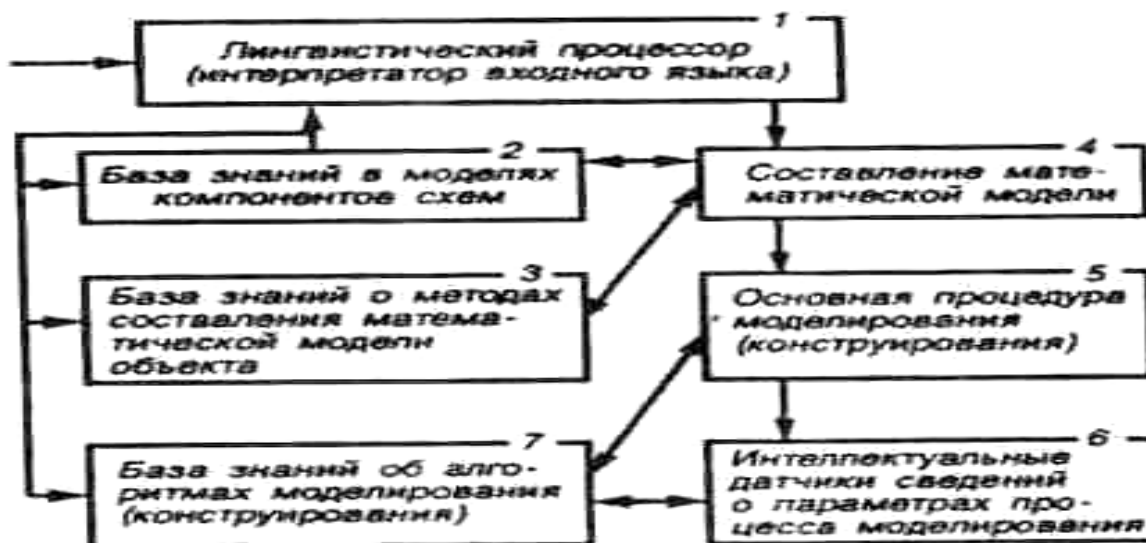 1
Лингвистический процессор
(интерпретатор входного языка)
2
База знаний в моделях
компонентов схем
4
Составление мате-
матической модели
3
База знаний о методах
составления матема-
тической модели
объекта
5
Основная процедура
моделирования
(конструирования)
7
База знаний об алго-
ритмах моделирования
(конструирования)
6
Интеллектуальные
датчики сведений
о параметрах про-
цесса моделирования